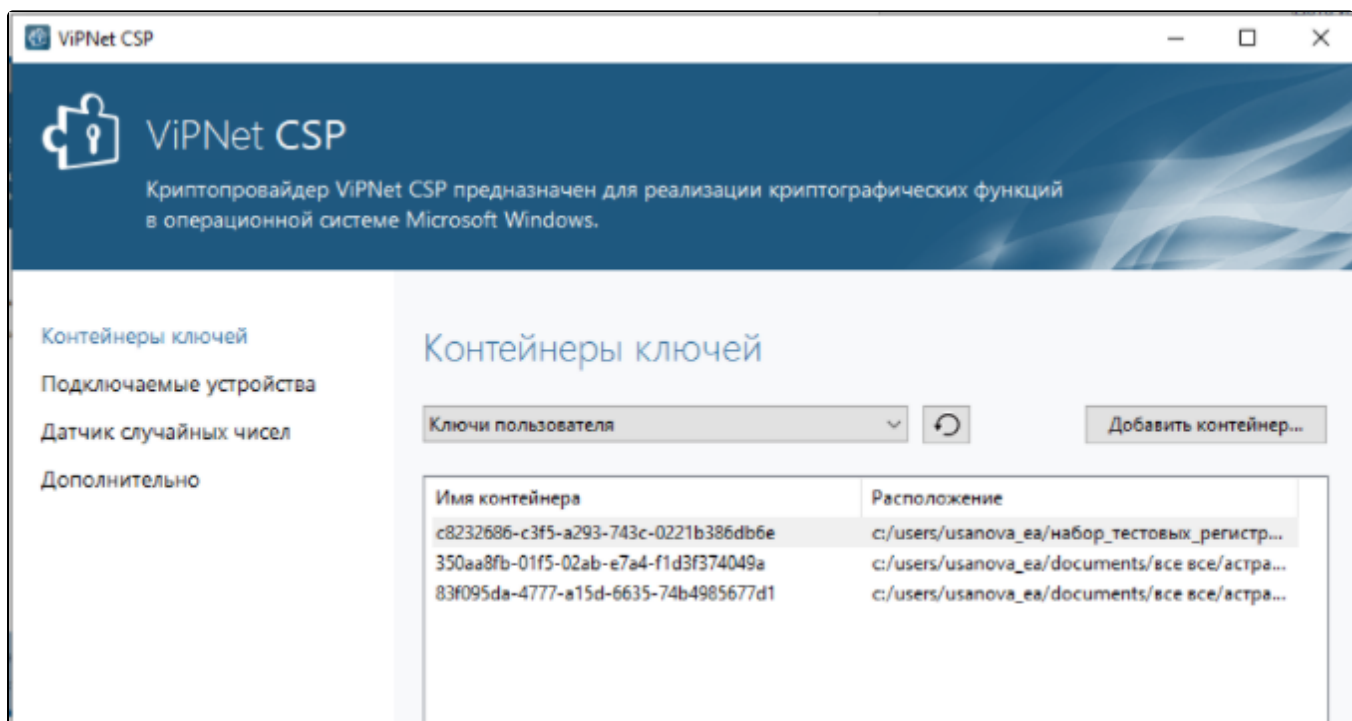 ViPNet CSP
ViPNet CSP
Криптопровайдер ViPNet CSP предназначен для реализации криптографических функций
в операционной системе Microsoft Windows.
Контейнеры ключей
Подключаемые устройства
Датчик случайных чисел
Дополнительно
Контейнеры ключей
Ключи пользователя
Добавить контейнер...
Имя контейнера Расположение
c8232686-c3f5-a293-743c-0221b386db6e c:/users/usanova_ea/набор_тестовых_регистр...
350aa8fb-01f5-02ab-e7a4-f1d3f374049a c:/users/usanova_ea/documents/все все/астра...
83f095da-4777-a15d-6635-74b4985677d1 c:/users/usanova_ea/documents/все все/астра...